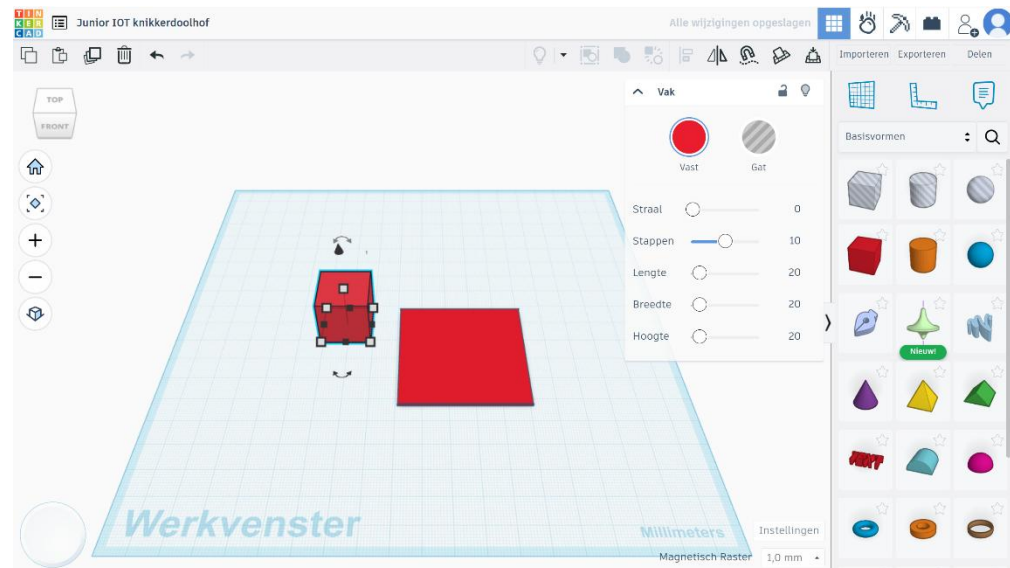 TIN
KER
CAD
Junior IOT knikkerdoolhof
Alle wijzigingen opgeslagen
Importeren Exporteren Delen
TOP
FRONT
Vak
Vast Gat
Straal 0
Stappen 10
Lengte 20
Breedte 20
Hoogte 20
Basisvormen
Nieuw!
Werkvenster
Millimeters
Instellingen
Magnetisch Raster 1,0 mm